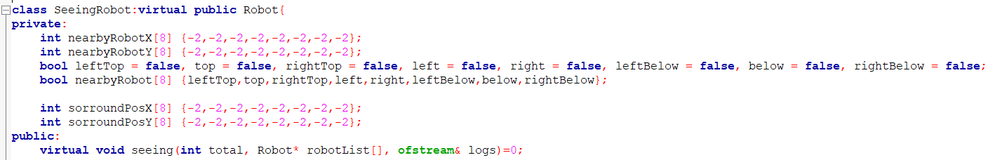 class SeeingRobot:virtual public Robot{
private:
    int nearbyRobotX[8] {-2,-2,-2,-2,-2,-2,-2,-2};
    int nearbyRobotY[8] {-2,-2,-2,-2,-2,-2,-2,-2};
    bool leftTop = false, top = false, rightTop = false, left = false, right = false, leftBelow = false, below = false, rightBelow = false;
    bool nearbyRobot[8] {leftTop,top,rightTop,left,right,leftBelow,below,rightBelow};
    int sorroundPosX[8] {-2,-2,-2,-2,-2,-2,-2,-2};
    int sorroundPosY[8] {-2,-2,-2,-2,-2,-2,-2,-2};
public:
    virtual void seeing(int total, Robot* robotList[], ofstream& logs)=0;